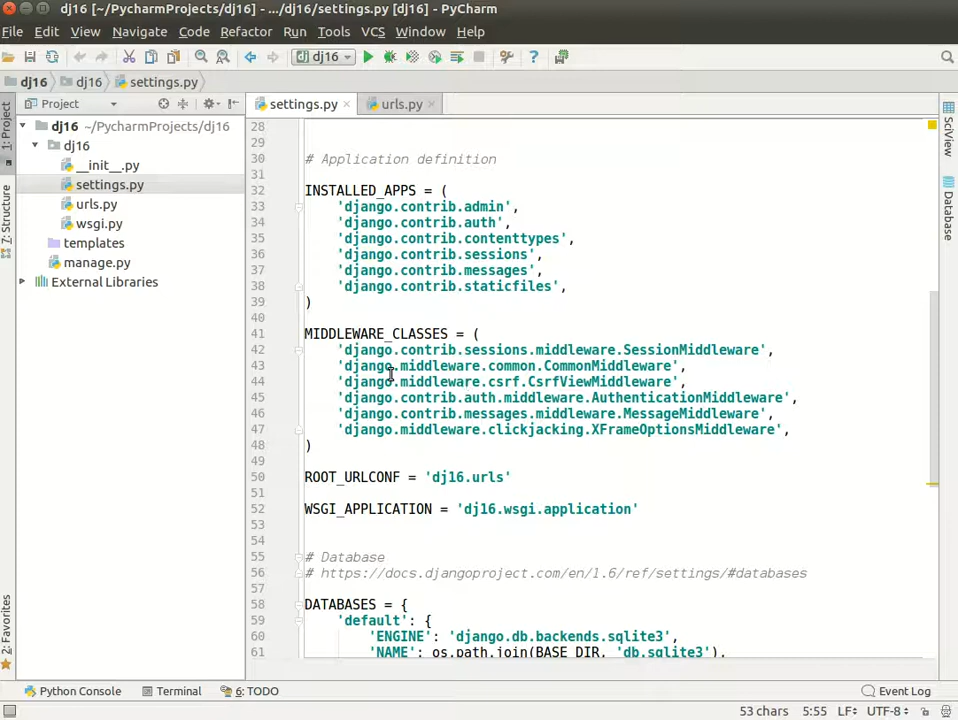 dj16 [~/PycharmProjects/dj16] - .../dj16/settings.py [dj16] - PyCharm
File Edit View Navigate Code Refactor Run Tools VCS Window Help
dj16
dj16 dj16 settings.py
Project
settings.py urls.py
1: Project
7: Structure
2: Favorites
SciView
Database
dj16 ~/PycharmProjects/dj16
dj16
__init__.py
settings.py
urls.py
wsgi.py
templates
manage.py
External Libraries
28
29
30 # Application definition
31
32 INSTALLED_APPS = (
33 'django.contrib.admin',
34 'django.contrib.auth',
35 'django.contrib.contenttypes',
36 'django.contrib.sessions',
37 'django.contrib.messages',
38 'django.contrib.staticfiles',
39 )
40
41 MIDDLEWARE_CLASSES = (
42 'django.contrib.sessions.middleware.SessionMiddleware',
43 'django.middleware.common.CommonMiddleware',
44 'django.middleware.csrf.CsrfViewMiddleware',
45 'django.contrib.auth.middleware.AuthenticationMiddleware',
46 'django.contrib.messages.middleware.MessageMiddleware',
47 'django.middleware.clickjacking.XFrameOptionsMiddleware',
48 )
49
50 ROOT_URLCONF = 'dj16.urls'
51
52 WSGI_APPLICATION = 'dj16.wsgi.application'
53
54
55 # Database
56 # https://docs.djangoproject.com/en/1.6/ref/settings/#databases
57
58 DATABASES = {
59 'default': {
60 'ENGINE': 'django.db.backends.sqlite3',
61 'NAME': os.path.join(BASE_DIR, 'db.sqlite3'),
Python Console Terminal 6: TODO Event Log
53 chars 5:55 LF UTF-8